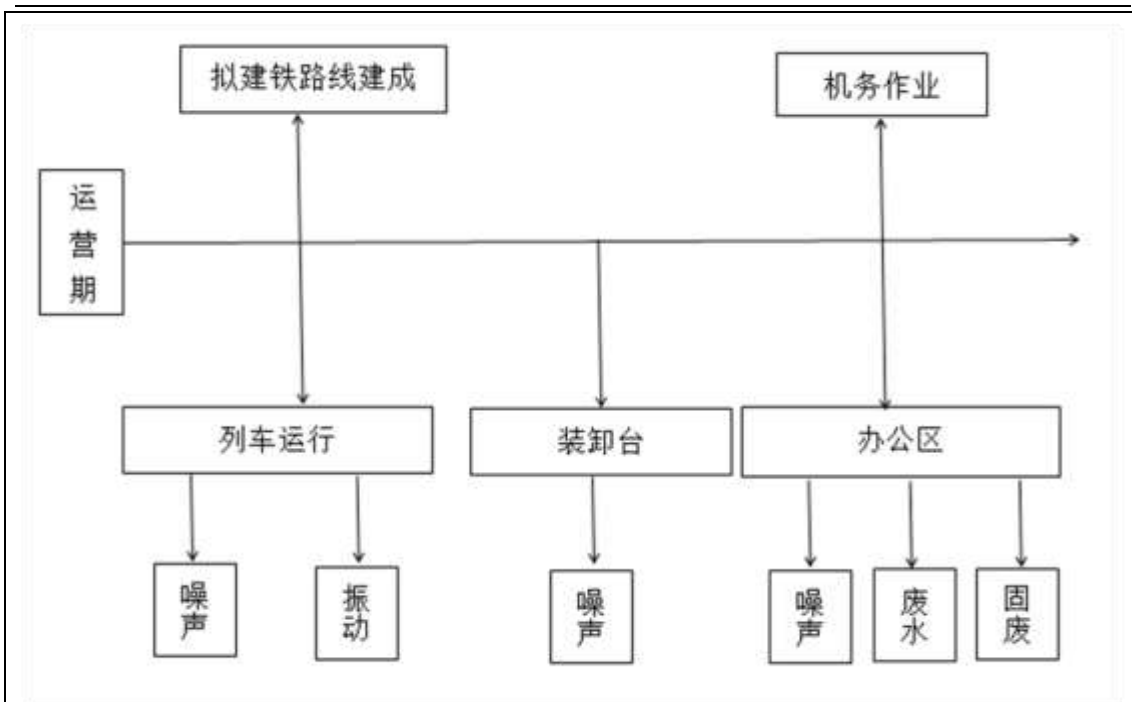 拟建铁路线建成
机务作业
运营期
列车运行
装卸台
办公区
噪声
振动
噪声
噪声
废水
固废